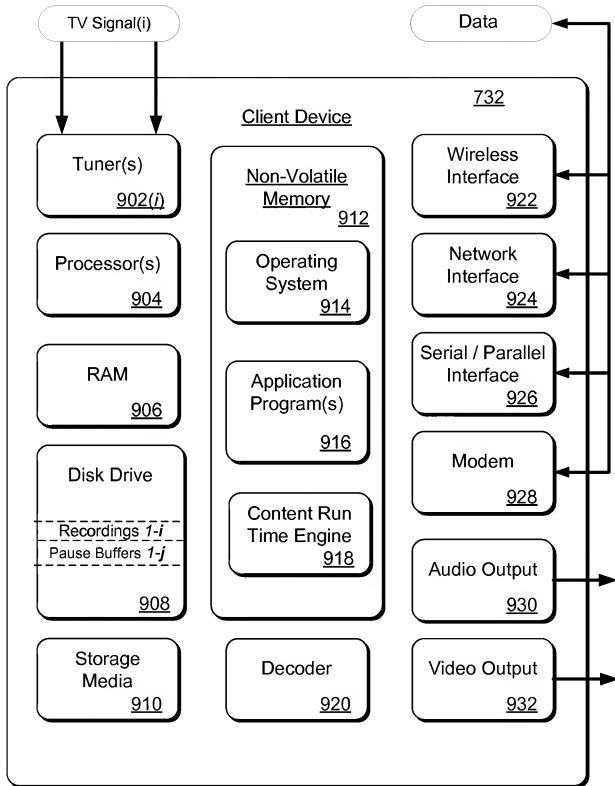 TV Signal(i)
Data
732
Client Device
Tuner(s)
902(i)
Processor(s)
904
RAM
906
Disk Drive
Recordings 1-i
Pause Buffers 1-j
908
Storage
Media
910
Non-Volatile
Memory
912
Operating
System
914
Application
Program(s)
916
Content Run
Time Engine
918
Decoder
920
Wireless
Interface
922
Network
Interface
924
Serial / Parallel
Interface
926
Modem
928
Audio Output
930
Video Output
932